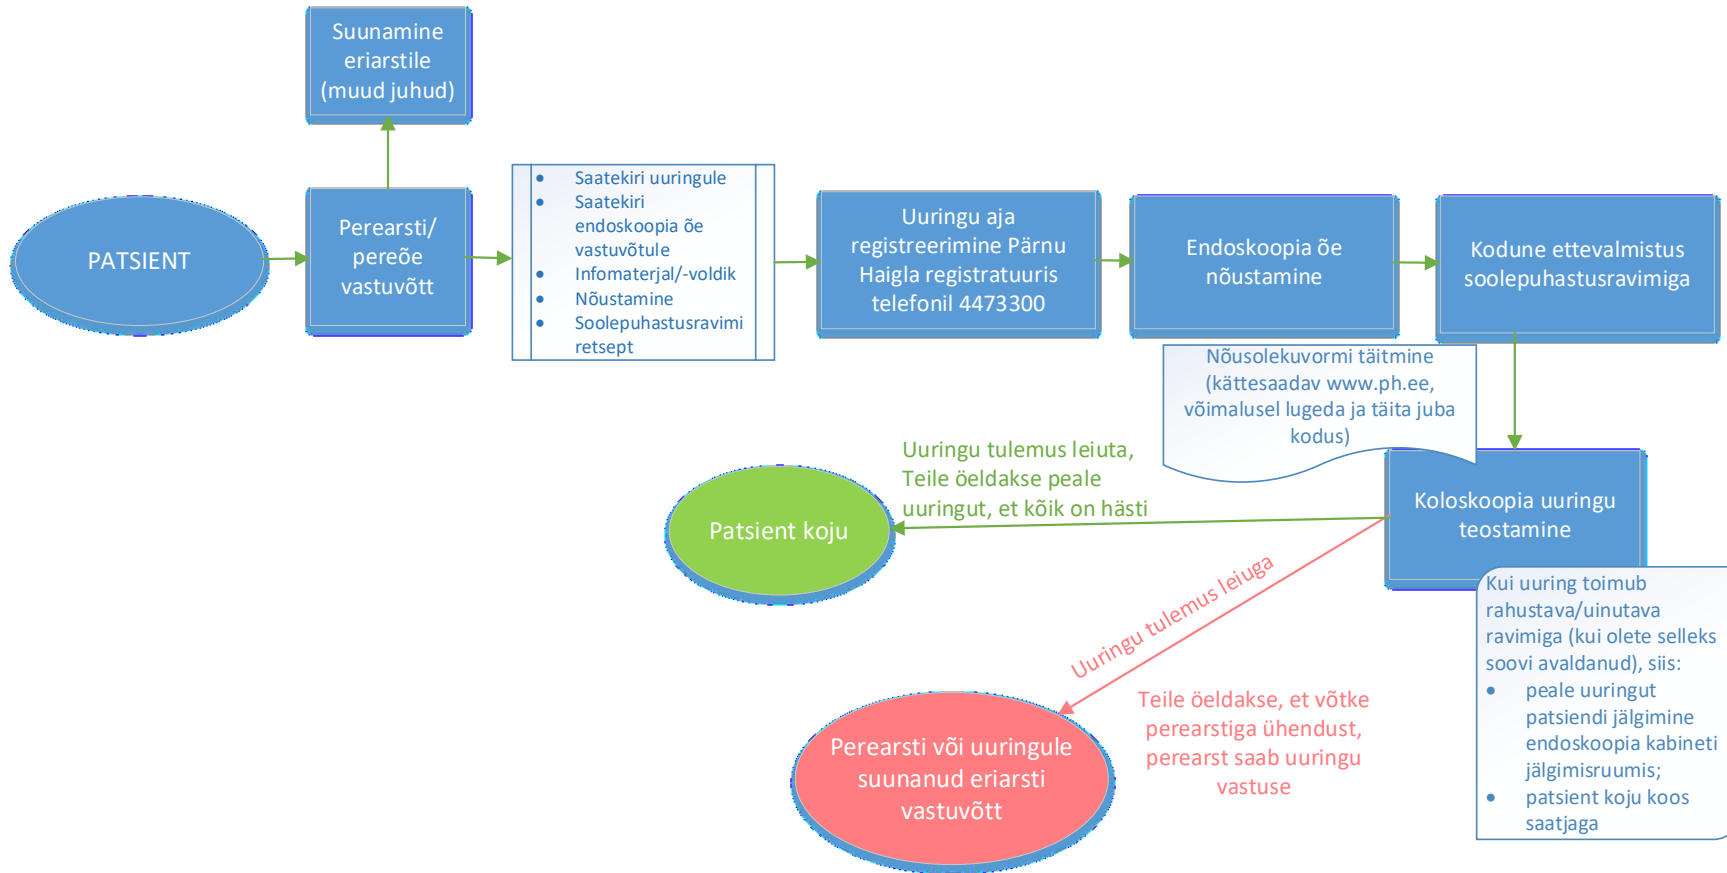 Suunamine
eriarstile
(muud juhud)
PATSIENT
Perearsti/
pereõe
vastuvõtt
• Saatekiri uuringule
• Saatekiri
endoskoopia õe
vastuvõtule
• Infomaterjal/-voldik
• Nõustamine
• Soolepuhastusravimi
retsept
Uuringu aja
registreerimine Pärnu
Haigla registratuuris
telefonil 4473300
Endoskoopia õe
nõustamine
Kodune ettevalmistus
soolepuhastusravimiga
Nõusolekuvormi täitmine
(kättesaadav www.ph.ee,
võimalusel lugeda ja täita juba
kodus)
Koloskoopia uuringu
teostamine
Uuringu tulemus leiuta,
Teile öeldakse peale
uuringut, et kõik on hästi
Patsient koju
Uuringu tulemus leiuga
Teile öeldakse, et võtke
perearstiga ühendust,
perearst saab uuringu
vastuse
Perearsti või uuringule
suunanud eriarsti
vastuvõtt
Kui uuring toimub
rahustava/uinutava
ravimiga (kui olete selleks
soovi avaldanud), siis:
• peale uuringut
patsiendi jälgimine
endoskoopia kabineti
jälgimisruumis;
• patsient koju koos
saatjaga